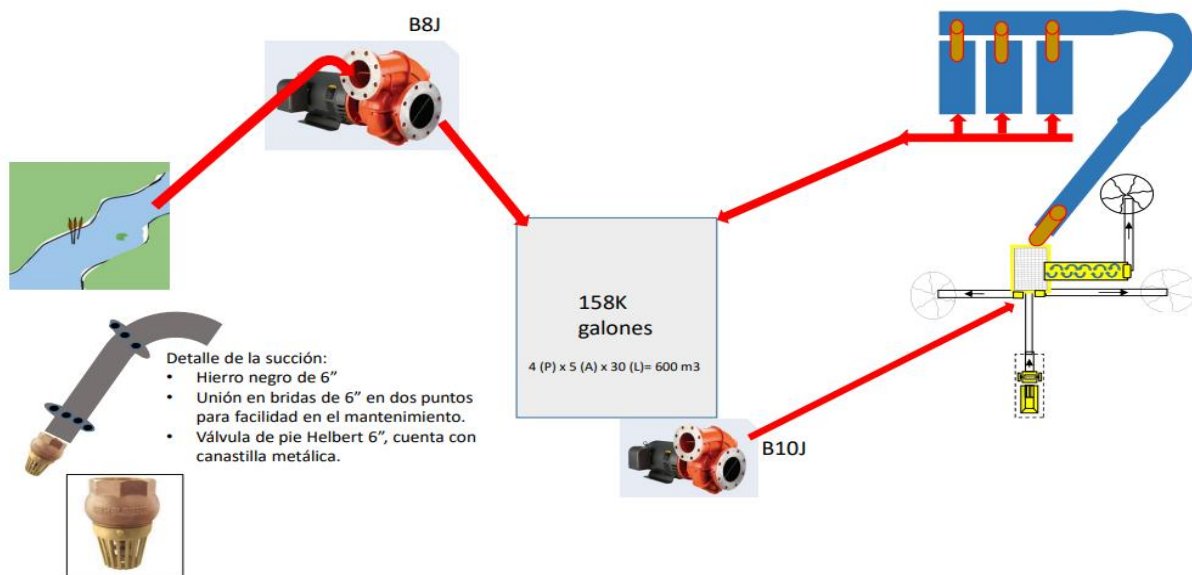 B8J
158K
galones
4 (P) x 5 (A) x 30 (L)= 600 m3
B10J
Detalle de la succión:
• Hierro negro de 6”
• Unión en bridas de 6” en dos puntos
para facilidad en el mantenimiento.
• Válvula de pie Helbert 6”, cuenta con
canastilla metálica.